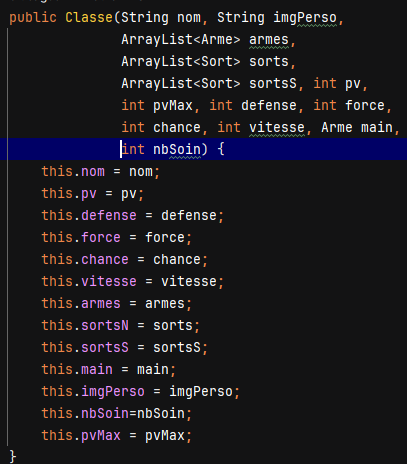 public Classe(String nom, String imgPerso,
ArrayList<Arme> armes,
ArrayList<Sort> sorts,
ArrayList<Sort> sortsS, int pv,
int pvMax, int defense, int force,
int chance, int vitesse, Arme main,
int nbSoin) {
this.nom = nom;
this.pv = pv;
this.defense = defense;
this.force = force;
this.chance = chance;
this.vitesse = vitesse;
this.armes = armes;
this.sortsN = sorts;
this.sortsS = sortsS;
this.main = main;
this.imgPerso = imgPerso;
this.nbSoin=nbSoin;
this.pvMax = pvMax;
}